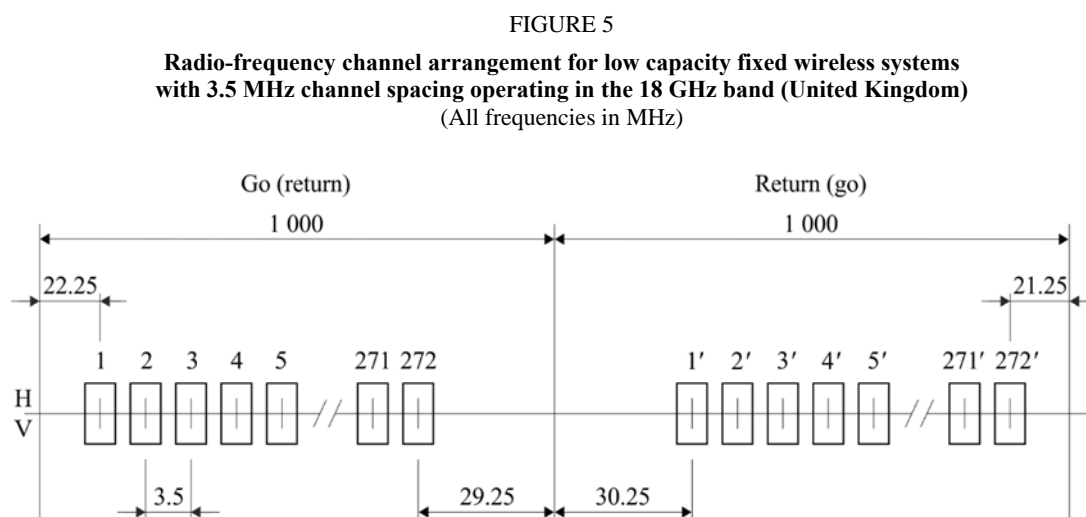 FIGURE 5
Radio-frequency channel arrangement for low capacity fixed wireless systems
with 3.5 MHz channel spacing operating in the 18 GHz band (United Kingdom)
(All frequencies in MHz)
Go (return) Return (go)
1 000 1 000
22.25 21.25
1 2 3 4 5 271 272 1′ 2′ 3′ 4′ 5′ 271′ 272′
H
V
3.5 29.25 30.25